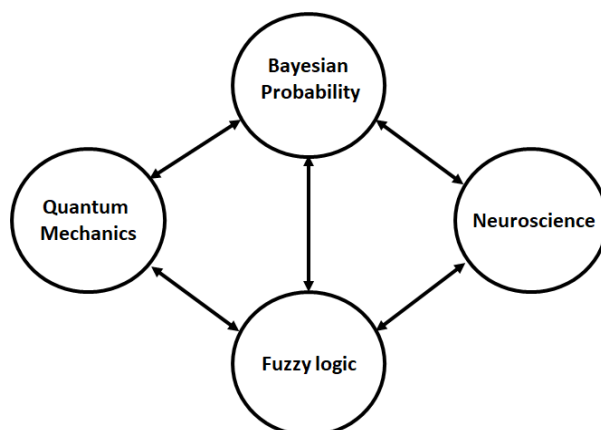 Bayesian
Probability
Quantum
Mechanics
Neuroscience
Fuzzy logic